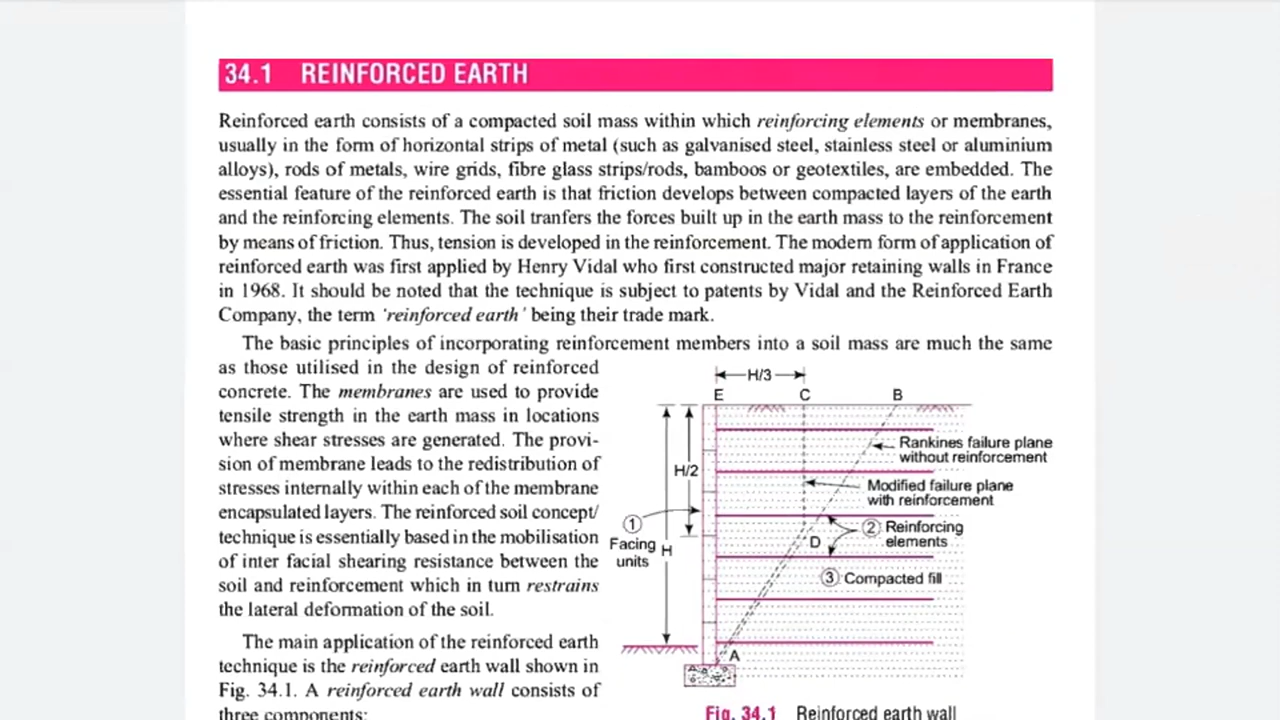 34.1 REINFORCED EARTH
Reinforced earth consists of a compacted soil mass within which reinforcing elements or membranes,
usually in the form of horizontal strips of metal (such as galvanised steel, stainless steel or aluminium
alloys), rods of metals, wire grids, fibre glass strips/rods, bamboos or geotextiles, are embedded. The
essential feature of the reinforced earth is that friction develops between compacted layers of the earth
and the reinforcing elements. The soil tranfers the forces built up in the earth mass to the reinforcement
by means of friction. Thus, tension is developed in the reinforcement. The modern form of application of
reinforced earth was first applied by Henry Vidal who first constructed major retaining walls in France
in 1968. It should be noted that the technique is subject to patents by Vidal and the Reinforced Earth
Company, the term 'reinforced earth' being their trade mark.
The basic principles of incorporating reinforcement members into a soil mass are much the same
as those utilised in the design of reinforced
concrete. The membranes are used to provide
tensile strength in the earth mass in locations
where shear stresses are generated. The provi-
sion of membrane leads to the redistribution of
stresses internally within each of the membrane
encapsulated layers. The reinforced soil concept/
technique is essentially based in the mobilisation
of inter facial shearing resistance between the
soil and reinforcement which in turn restrains
the lateral deformation of the soil.
The main application of the reinforced earth
technique is the reinforced earth wall shown in
Fig. 34.1. A reinforced earth wall consists of
three components:
H/3
E C B
Rankines failure plane
without reinforcement
H/2
Modified failure plane
with reinforcement
1
Facing
units
H
2 Reinforcing
elements
D
3 Compacted fill
A
Fig. 34.1 Reinforced earth wall